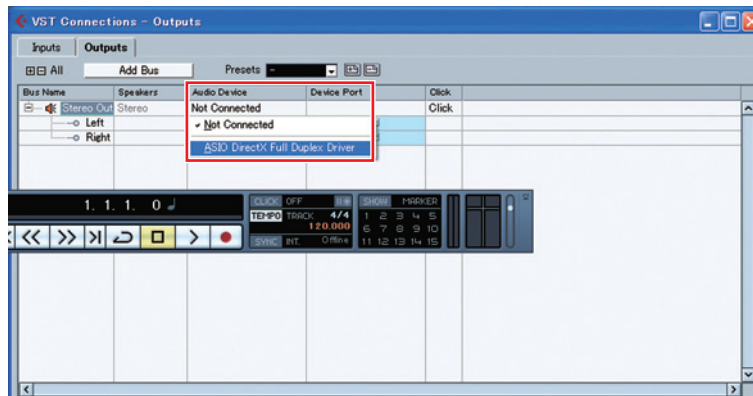 VST Connections - Outputs
Inputs Outputs
All Add Bus Presets -
Bus Name Speakers Audio Device Device Port Click
Stereo Out Stereo Not Connected Click
Left ✓ Not Connected
Right ASIO DirectX Full Duplex Driver
1. 1. 1. 0
CLICK OFF SHOW MARKER
TEMPO TRACK 4/4 1 2 3 4 5
120.000 6 7 8 9 10
SYNC INT. Offline 11 12 13 14 15